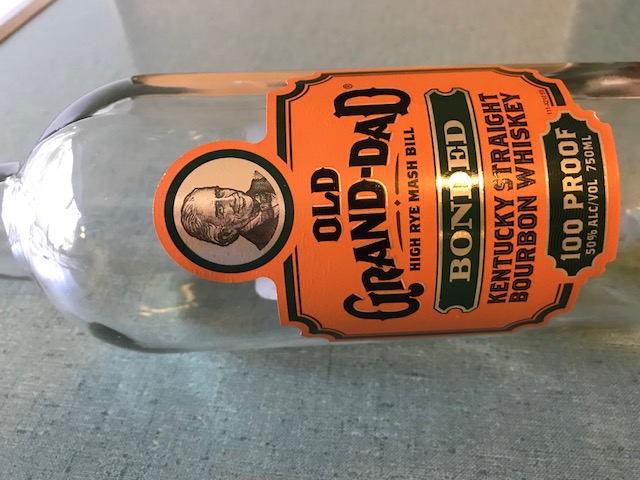 OLD
GRAND-DAD®
HIGH RYE MASH BILL
BONDED
KENTUCKY STRAIGHT
BOURBON WHISKEY
100 PROOF
50% ALC/VOL 750ML